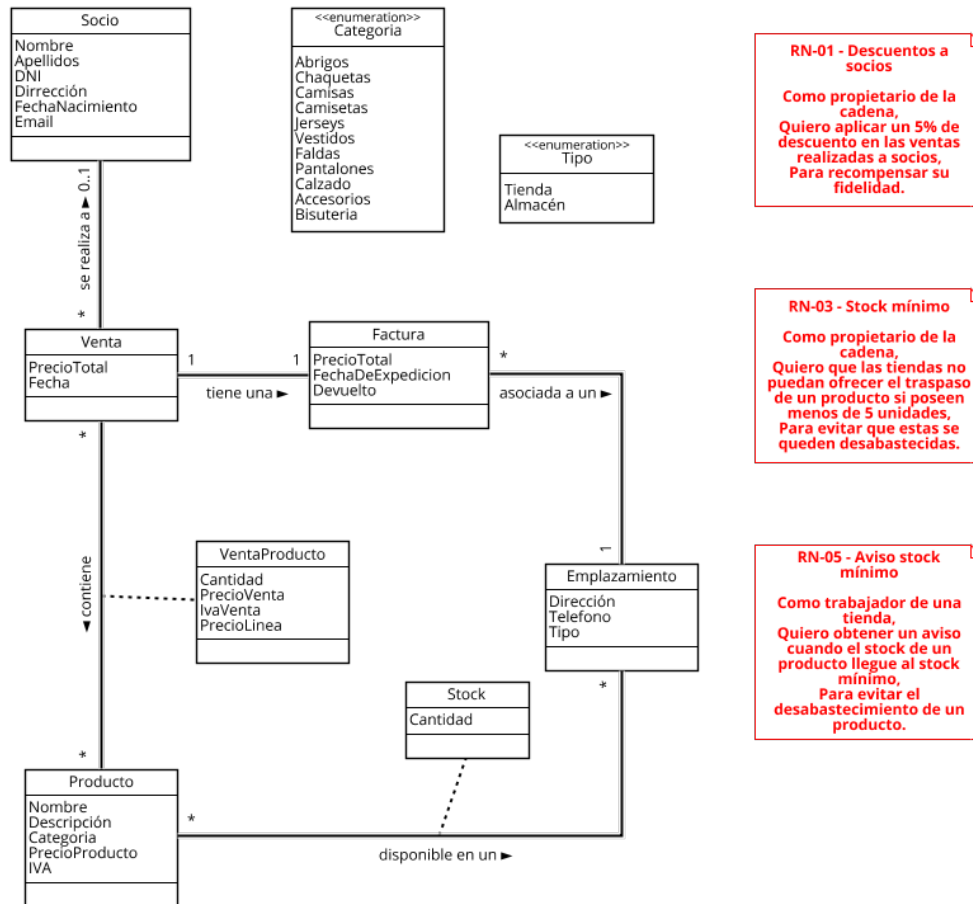 Socio
Nombre
Apellidos
DNI
Dirrección
FechaNacimiento
Email
<<enumeration>>
Categoria
Abrigos
Chaquetas
Camisas
Camisetas
Jerseys
Vestidos
Faldas
Pantalones
Calzado
Accesorios
Bisuteria
<<enumeration>>
Tipo
Tienda
Almacén
RN-01 - Descuentos a
socios
Como propietario de la
cadena,
Quiero aplicar un 5% de
descuento en las ventas
realizadas a socios,
Para recompensar su
fidelidad.
se realiza a ► 0..1
*
Venta
PrecioTotal
Fecha
1
1
tiene una ►
Factura
PrecioTotal
FechaDeExpedicion
Devuelto
*
asociada a un ►
RN-03 - Stock mínimo
Como propietario de la
cadena,
Quiero que las tiendas no
puedan ofrecer el traspaso
de un producto si poseen
menos de 5 unidades,
Para evitar que estas se
queden desabastecidas.
*
◄ contiene
*
VentaProducto
Cantidad
PrecioVenta
IvaVenta
PrecioLinea
1
Emplazamiento
Dirección
Telefono
Tipo
*
RN-05 - Aviso stock
mínimo
Como trabajador de una
tienda,
Quiero obtener un aviso
cuando el stock de un
producto llegue al stock
mínimo,
Para evitar el
desabastecimiento de un
producto.
Stock
Cantidad
Producto
Nombre
Descripción
Categoria
PrecioProducto
IVA
*
disponible en un ►